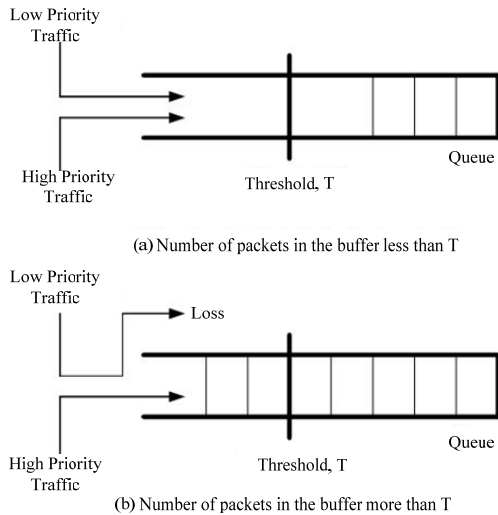 Low Priority
Traffic
High Priority
Traffic
Threshold, T
Queue
(a) Number of packets in the buffer less than T
Low Priority
Traffic
Loss
High Priority
Traffic
Threshold, T
Queue
(b) Number of packets in the buffer more than T